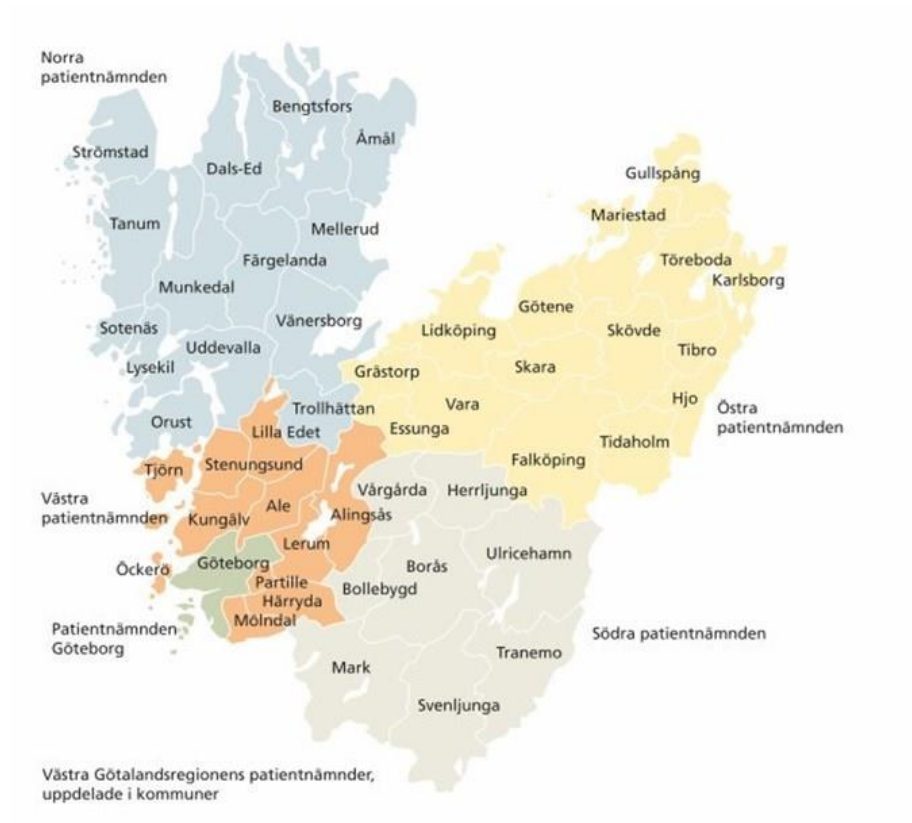 Norra
patientnämnden
Bengtsfors
Åmål
Strömstad
Dals-Ed
Gullspång
Mariestad
Tanum
Mellerud
Färgelanda
Töreboda
Karlsborg
Munkedal
Götene
Vänersborg
Sotenäs
Lidköping
Skövde
Uddevalla
Tibro
Lysekil
Skara
Grästorp
Hjo
Vara
Trollhättan
Östra
patientnämnden
Orust
Essunga
Lilla Edet
Tidaholm
Falköping
Stenungsund
Tjörn
Vårgårda
Herrljunga
Västra
patientnämnden
Ale
Alingsås
Kungälv
Lerum
Ulricehamn
Göteborg
Borås
Öckerö
Partille
Bollebygd
Härryda
Mölndal
Patientnämnden
Göteborg
Södra patientnämnden
Tranemo
Mark
Svenljunga
Västra Götalandsregionens patientnämnder,
uppdelade i kommuner